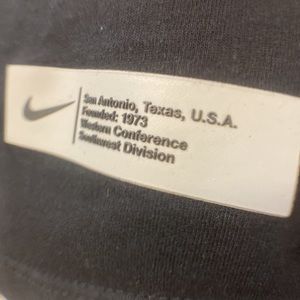 San Antonio, Texas, U.S.A.
Founded: 1973
Western Conference
Southwest Division